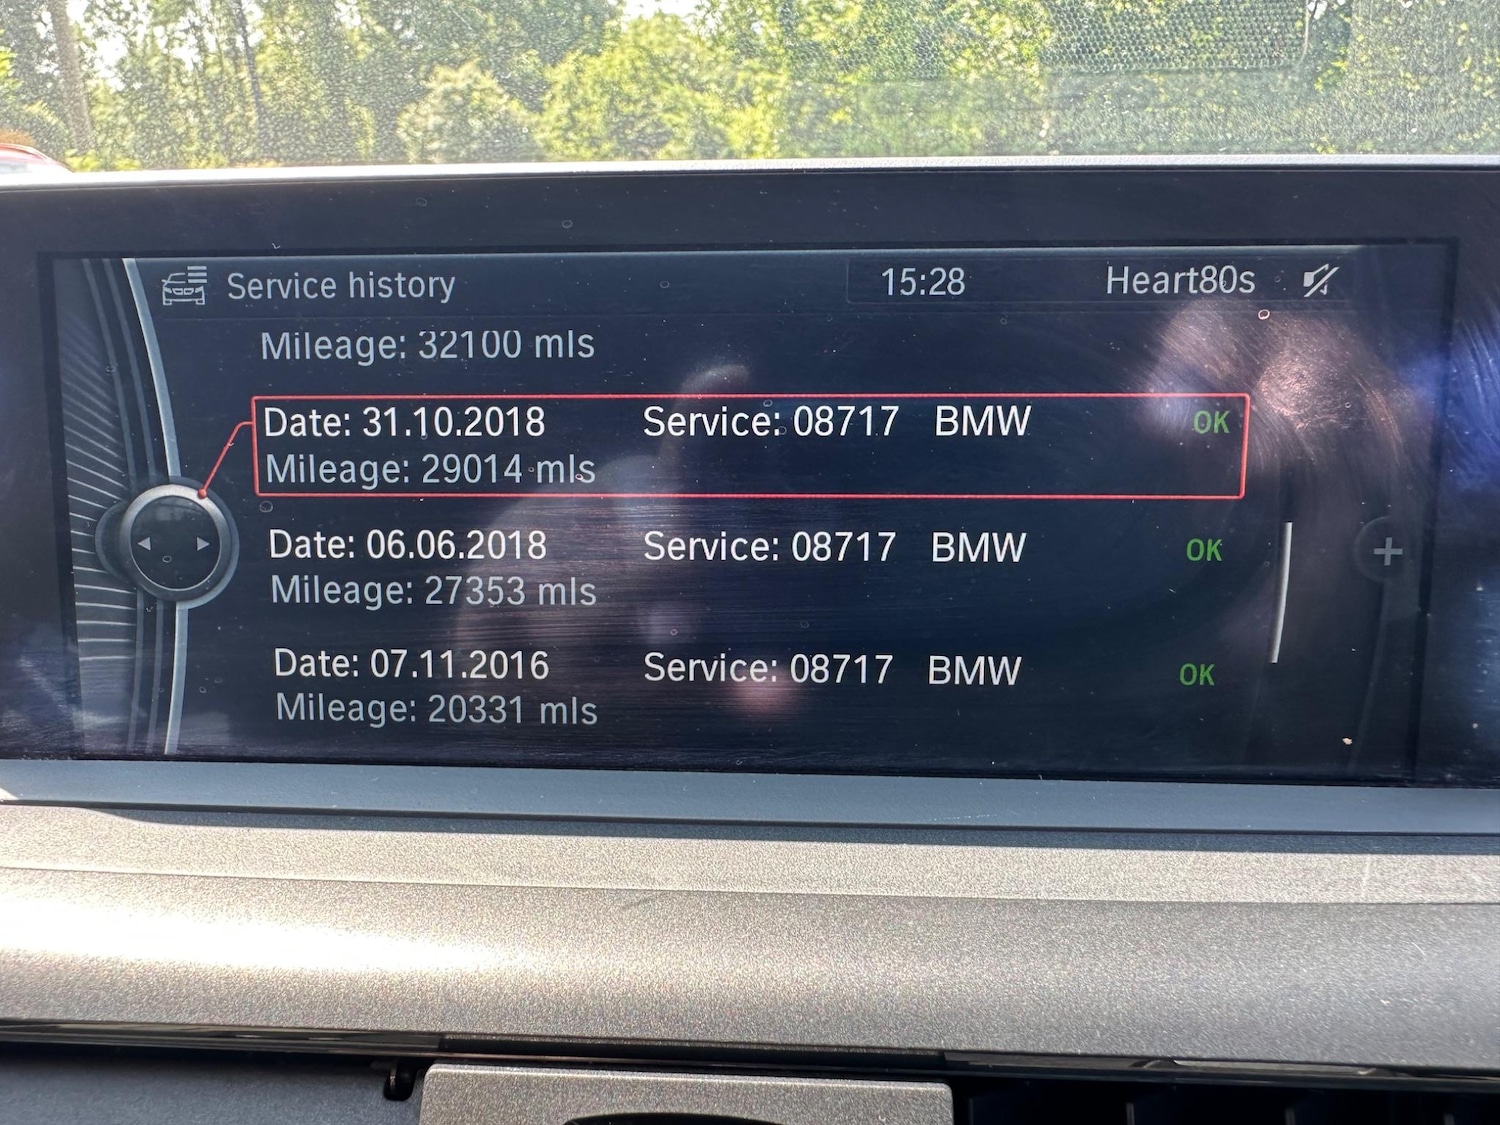 Service history 15:28 Heart80s
Mileage: 32100 mls
Date: 31.10.2018 Service: 08717 BMW OK
Mileage: 29014 mls
Date: 06.06.2018 Service: 08717 BMW OK
Mileage: 27353 mls
Date: 07.11.2016 Service: 08717 BMW OK
Mileage: 20331 mls